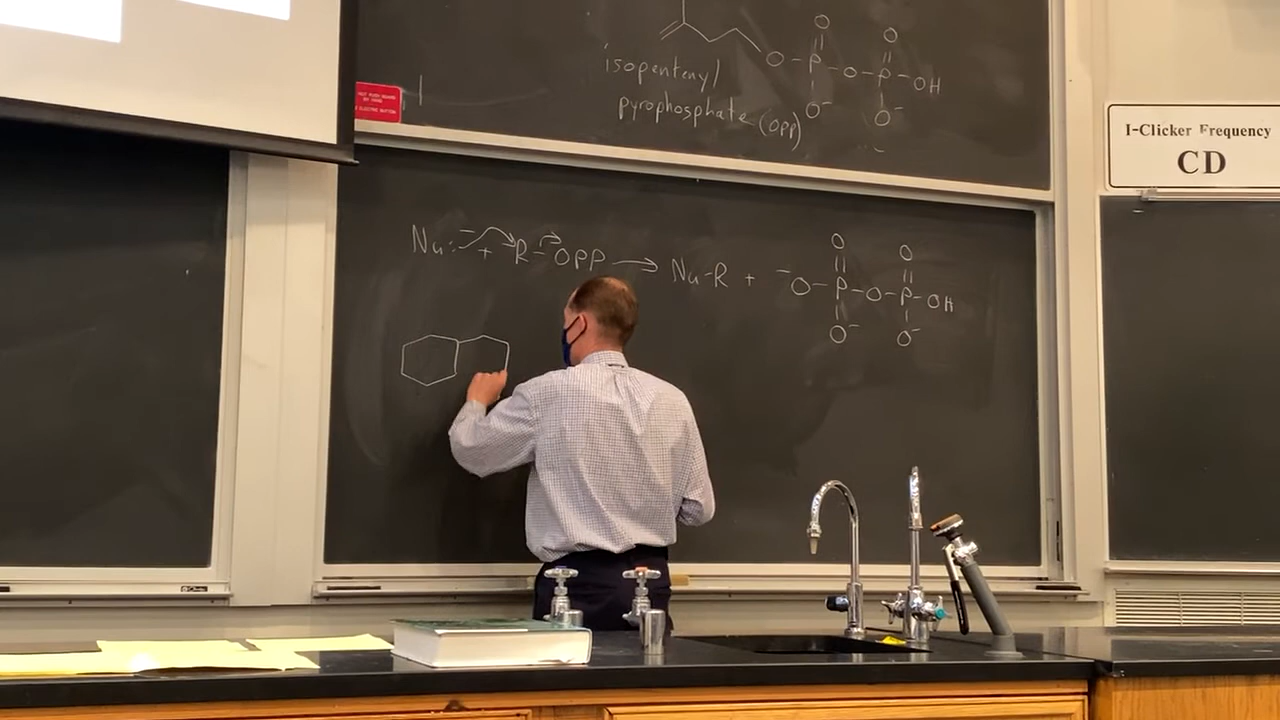 O O
|| ||
O-P-O-P-OH
| |
O⁻ O⁻
isopentenyl
pyrophosphate (OPP)
I-Clicker Frequency
CD
Nu:⁻ + R-OPP → Nu-R + ⁻O-P-O-P-OH
O O
|| ||
| |
O⁻ O⁻